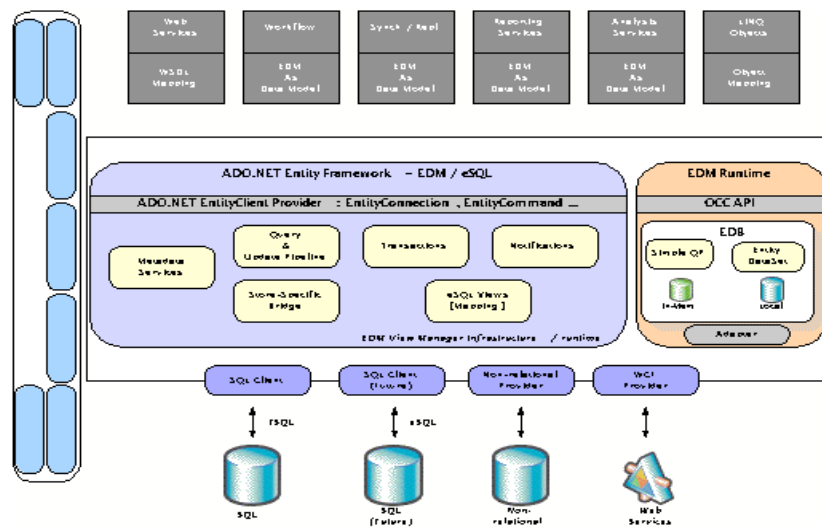 Web
Services
WSDL
Mapping
Workflow
EDM
As
Data Model
Synch / Repl
EDM
As
Data Model
Reporting
Services
EDM
As
Data Model
Analysis
Services
EDM
As
Data Model
LINQ
Objects
Object
Mapping
ADO.NET Entity Framework – EDM / eSQL
ADO.NET EntityClient Provider : EntityConnection , EntityCommand ...
Metadata
Services
Query
&
Update Pipeline
Transactions
Notifications
Store-Specific
Bridge
eSQL Views
[Mapping ]
EDM View Manager Infrastructure / runtime
EDM Runtime
OCC API
EDB
Simple QP
Entity
DataSet
In-Mem
Local
Adapter
SQL Client
SQL Client
(Future)
Non-relational
Provider
WCF
Provider
TSQL
eSQL
SQL
SQL
(Future)
Non-
relational
Web
Services